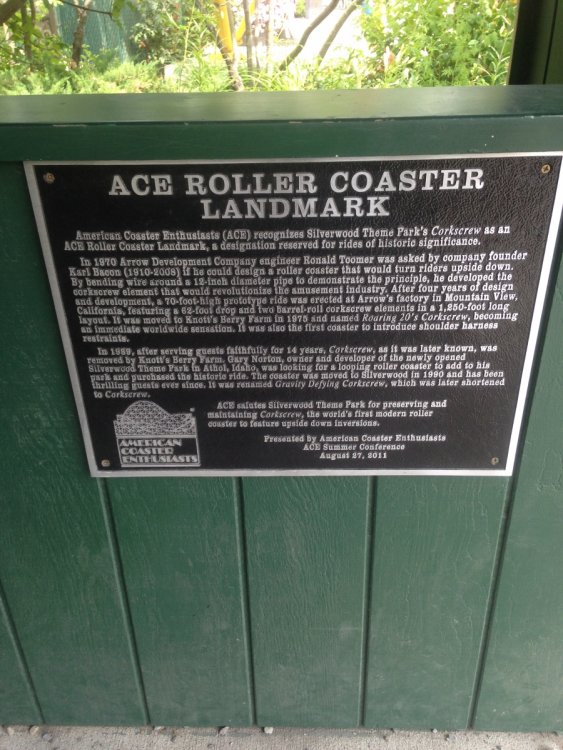 ACE ROLLER COASTER
LANDMARK
American Coaster Enthusiasts (ACE) recognizes Silverwood Theme Park's Corkscrew as an
ACE Roller Coaster Landmark, a designation reserved for rides of historic significance.
In 1970 Arrow Development Company engineer Ronald Toomer was asked by company founder
Karl Bacon (1910-2008) if he could design a roller coaster that would turn riders upside down.
By bending wire around a 12-inch diameter pipe to demonstrate the principle, he developed the
corkscrew element that would revolutionize the amusement industry. After four years of design
and development, a 70-foot-high prototype ride was erected at Arrow's factory in Mountain View,
California, featuring a 62-foot drop and two barrel-roll corkscrew elements in a 1,250-foot long
layout. It was moved to Knott's Berry Farm in 1975 and named Roaring 20's Corkscrew, becoming
an immediate worldwide sensation. It was also the first coaster to introduce shoulder harness
restraints.
In 1989, after serving guests faithfully for 14 years, Corkscrew, as it was later known, was
removed by Knott's Berry Farm. Gary Norton, owner and developer of the newly opened
Silverwood Theme Park in Athol, Idaho, was looking for a looping roller coaster to add to his
park and purchased the historic ride. The coaster was moved to Silverwood in 1990 and has been
thrilling guests ever since. It was renamed Gravity Defying Corkscrew, which was later shortened
to Corkscrew.
ACE salutes Silverwood Theme Park for preserving and
maintaining Corkscrew, the world's first modern roller
coaster to feature upside down inversions.
Presented by American Coaster Enthusiasts
ACE Summer Conference
August 27, 2011
AMERICAN
COASTER
ENTHUSIASTS